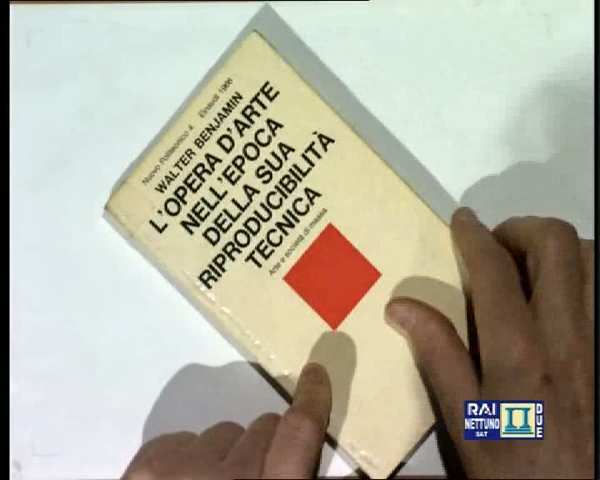 Nuovo Politecnico 4 Einaudi 1966
WALTER BENJAMIN
L'OPERA D'ARTE
NELL'EPOCA
DELLA SUA
RIPRODUCIBILITÀ
TECNICA
Arte e società di massa
RAI
NETTUNO
SAT
DUE